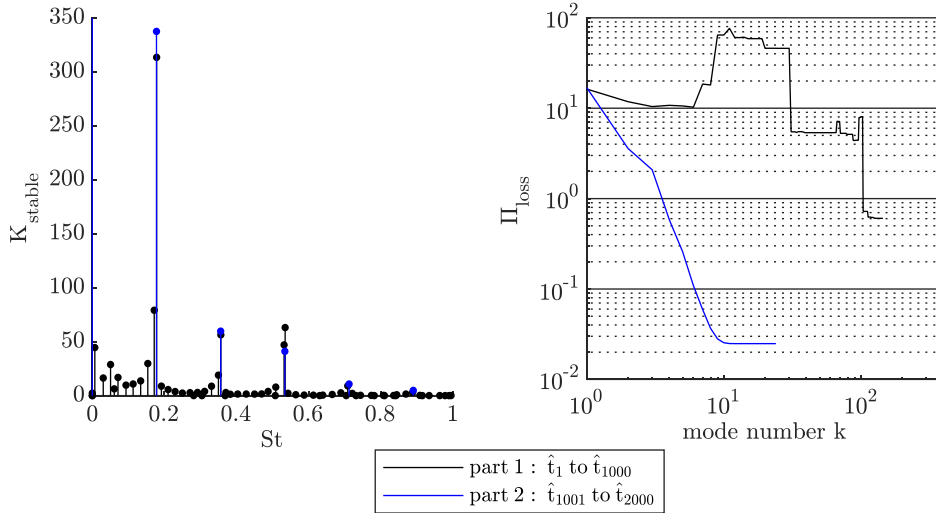 350
300
250
200
150
100
50
0
K_stable
0 0.2 0.4 0.6 0.8 1
St
10^2
10^1
10^0
10^-1
10^-2
Π_loss
10^0 10^1 10^2
mode number k
part 1 : t̂_1 to t̂_1000
part 2 : t̂_1001 to t̂_2000